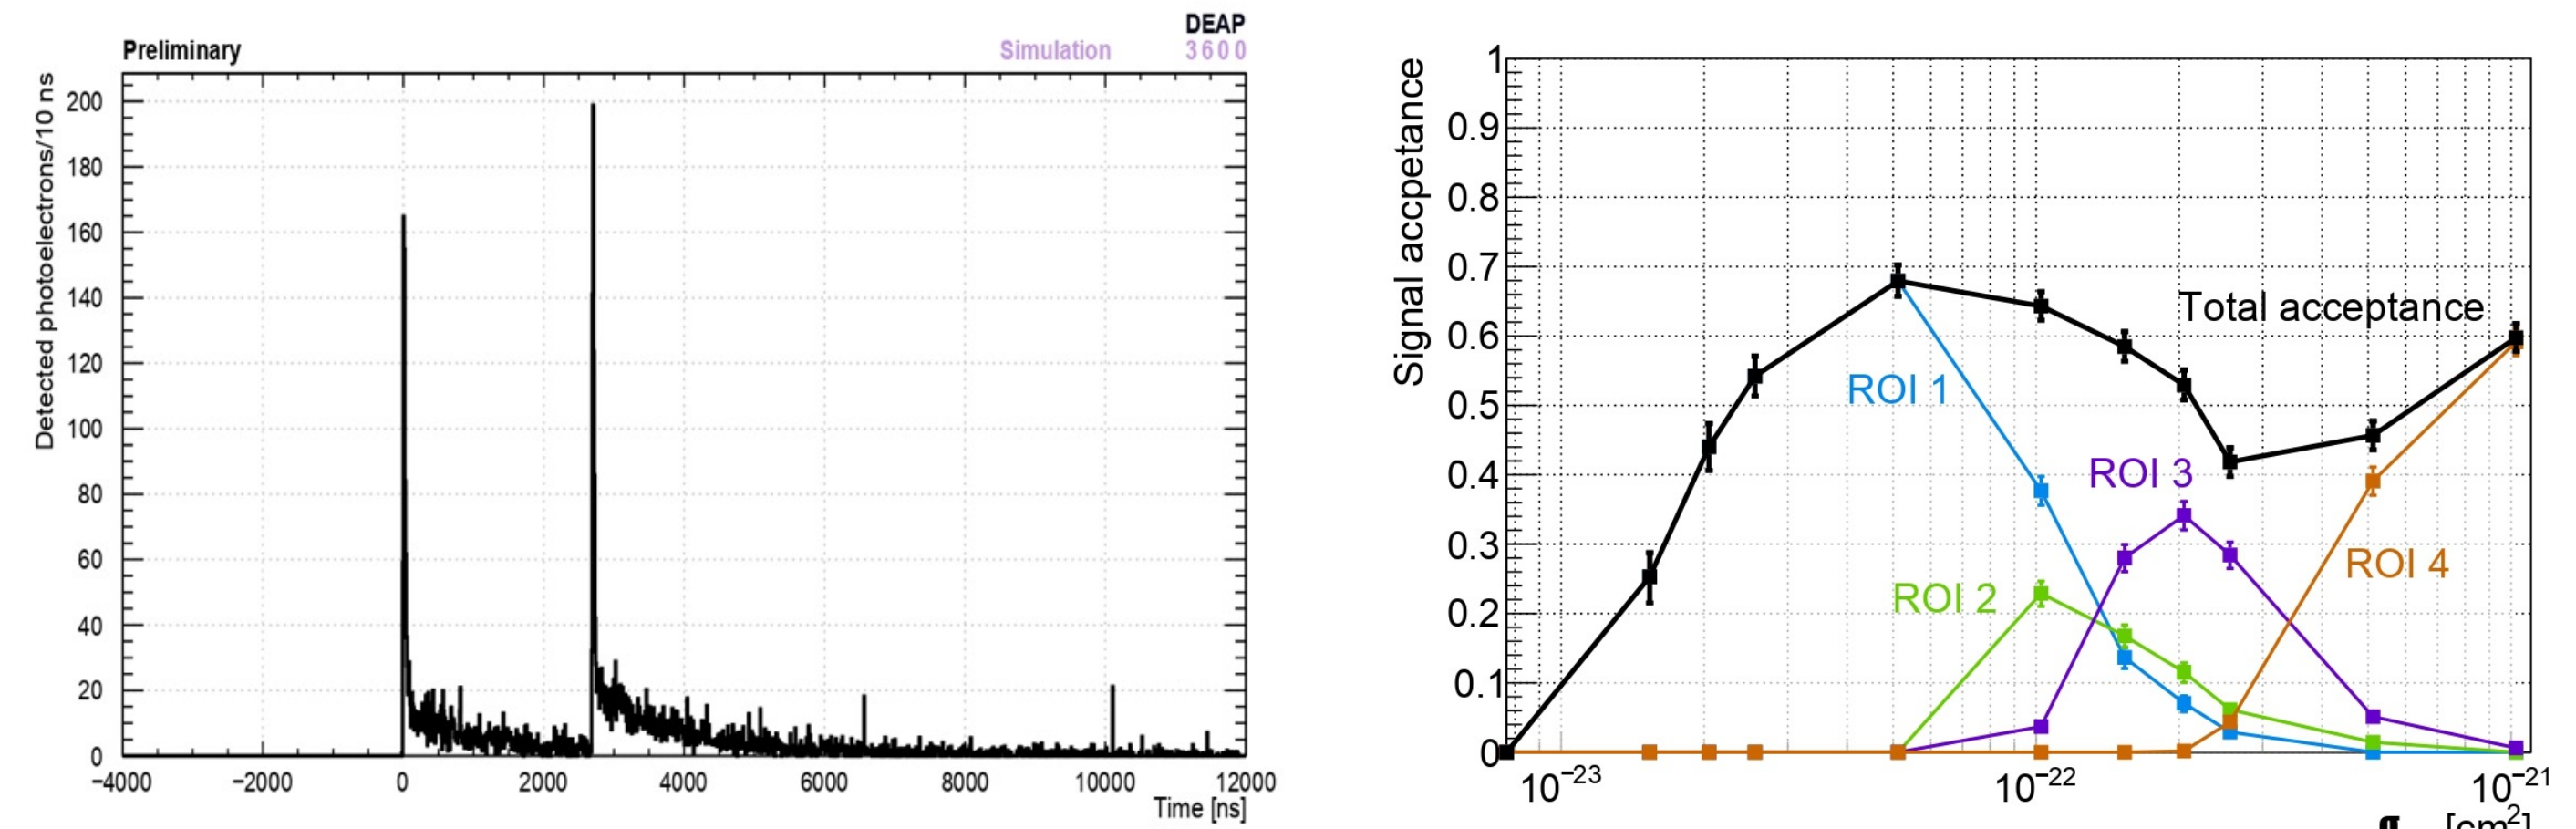 DEAP
Preliminary Simulation 3600
Detected photoelectrons/10 ns
200
180
160
140
120
100
80
60
40
20
0
−4000 −2000 0 2000 4000 6000 8000 10000 12000
Time [ns]
Signal accpetance
1
0.9
0.8
0.7
0.6
0.5
0.4
0.3
0.2
0.1
0
Total acceptance
ROI 1
ROI 3
ROI 4
ROI 2
10⁻²³ 10⁻²² 10⁻²¹
[cm²]